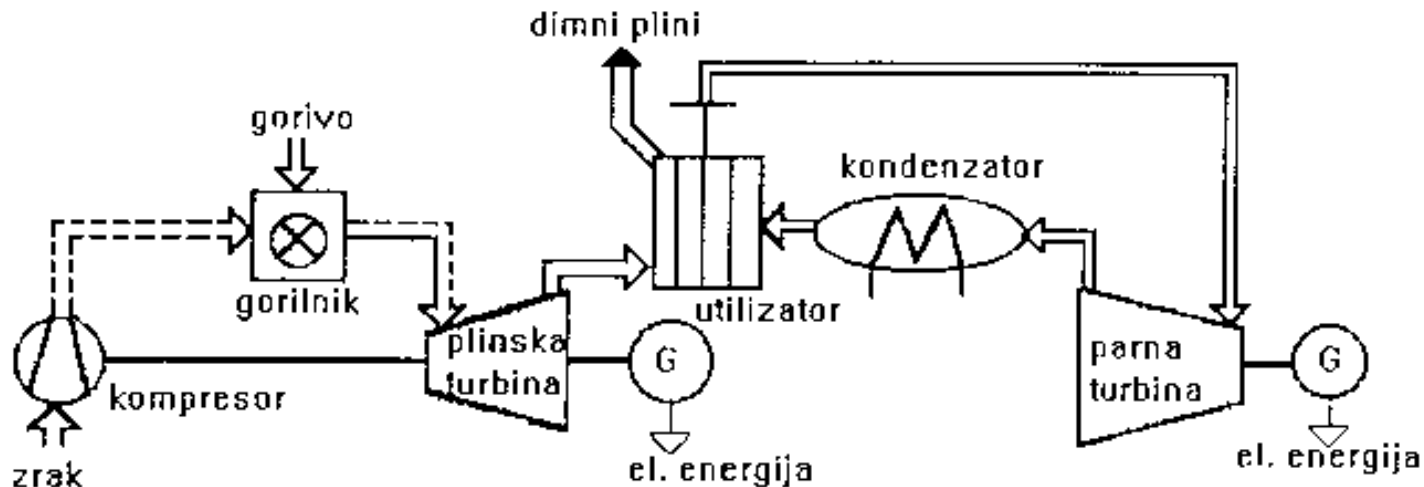 dimni plini
gorivo
kondenzator
gorilnik
utilizator
plinska
turbina
G
parna
turbina
G
kompresor
zrak
el. energija
el. energija